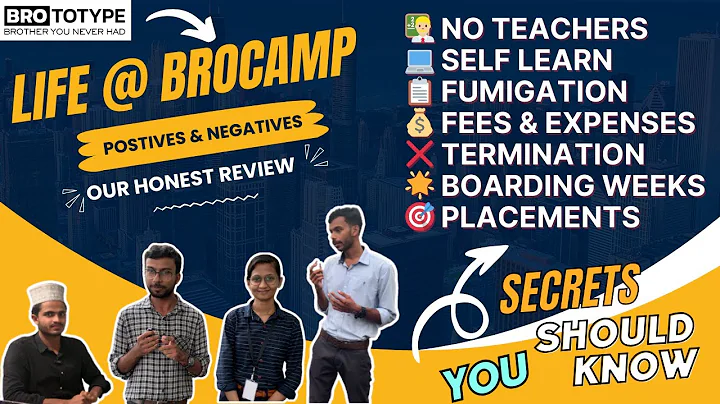 BROTOTYPE
BROTHER YOU NEVER HAD
LIFE @ BROCAMP
POSTIVES & NEGATIVES
OUR HONEST REVIEW
NO TEACHERS
SELF LEARN
FUMIGATION
FEES & EXPENSES
TERMINATION
BOARDING WEEKS
PLACEMENTS
SECRETS
YOU SHOULD
KNOW